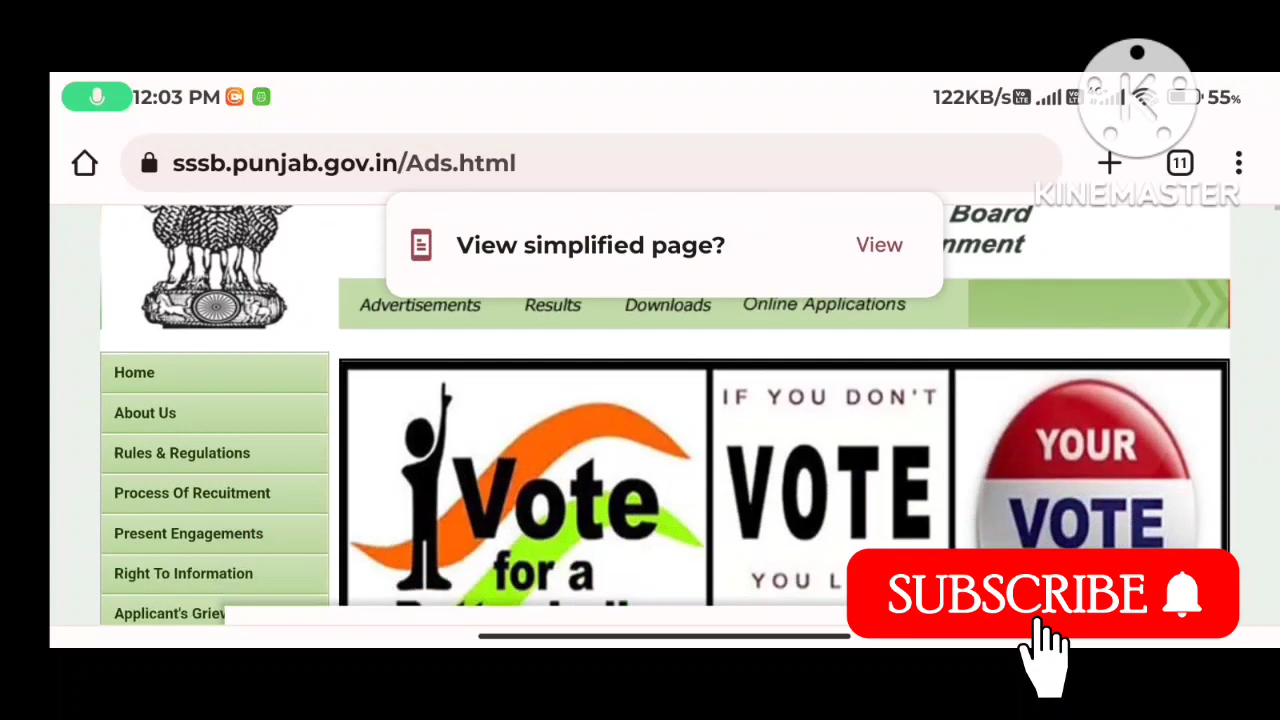 12:03 PM
122KB/s
55%
sssb.punjab.gov.in/Ads.html
11
KINEMASTER
View simplified page?
View
Board
nment
Advertisements
Results
Downloads
Online Applications
Home
About Us
Rules & Regulations
Process Of Recuitment
Present Engagements
Right To Information
Applicant's Griev
Vote
for a
IF YOU DON'T
VOTE
YOU L
YOUR
VOTE
SUBSCRIBE